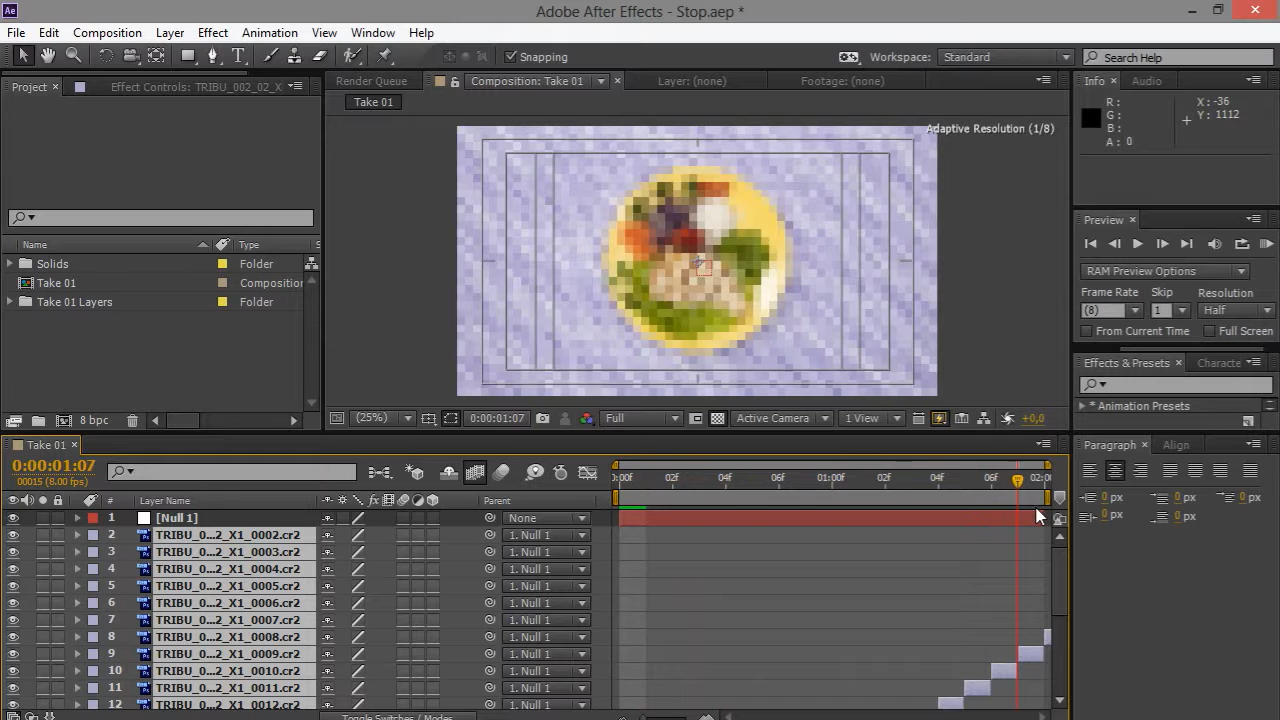 Ae Adobe After Effects - Stop.aep *
File Edit Composition Layer Effect Animation View Window Help
T Snapping Workspace: Standard Search Help
Project Effect Controls: TRIBU_002_02_X Render Queue Composition: Take 01 Layer: (none) Footage: (none) Info Audio
Take 01
R: X: -36
G: Y: 1112
B:
A: 0
Adaptive Resolution (1/8)
Preview
RAM Preview Options
Frame Rate Skip Resolution
(8) 1 Half
From Current Time Full Screen
Effects & Presets Characte
* Animation Presets
Name Type S
Solids Folder
Take 01 Compositio
Take 01 Layers Folder
8 bpc
(25%) 0:00:01:07 Full Active Camera 1 View +0,0
Take 01
0:00:01:07
00015 (8.00 fps)
0:00f 02f 04f 06f 01:00f 02f 04f 06f 02:0
# Layer Name fx Parent
1 [Null 1] None
2 TRIBU_0...2_X1_0002.cr2 1. Null 1
3 TRIBU_0...2_X1_0003.cr2 1. Null 1
4 TRIBU_0...2_X1_0004.cr2 1. Null 1
5 TRIBU_0...2_X1_0005.cr2 1. Null 1
6 TRIBU_0...2_X1_0006.cr2 1. Null 1
7 TRIBU_0...2_X1_0007.cr2 1. Null 1
8 TRIBU_0...2_X1_0008.cr2 1. Null 1
9 TRIBU_0...2_X1_0009.cr2 1. Null 1
10 TRIBU_0...2_X1_0010.cr2 1. Null 1
11 TRIBU_0...2_X1_0011.cr2 1. Null 1
12 TRIBU_0...2_X1_0012.cr2 1. Null 1
Toggle Switches / Modes
Paragraph Align
0 px 0 px 0 px
0 px 0 px